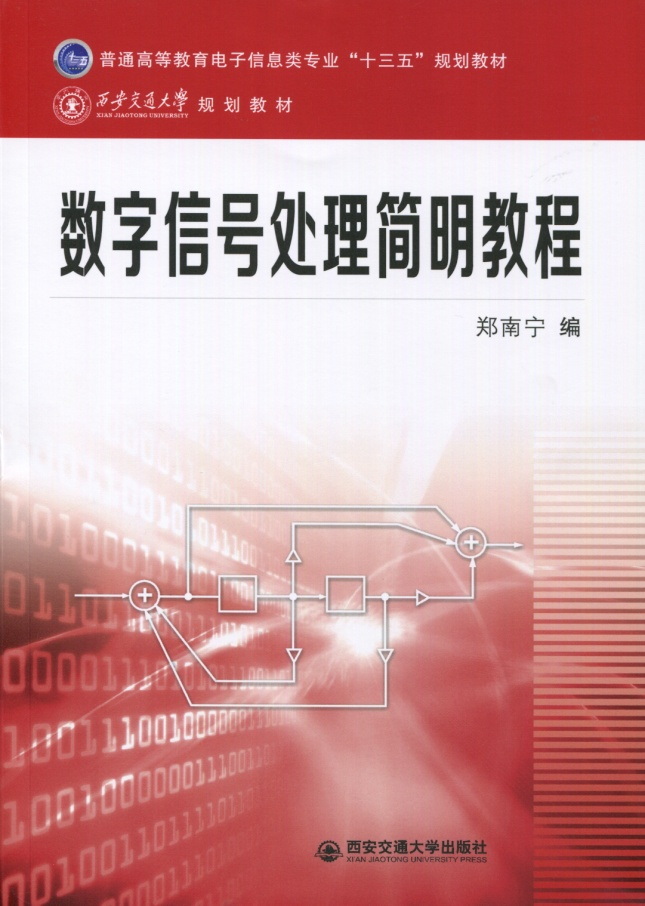 普通高等教育电子信息类专业“十三五”规划教材
西安交通大学 规划教材
XI'AN JIAOTONG UNIVERSITY
数字信号处理简明教程
郑南宁 编
西安交通大学出版社
XI'AN JIAOTONG UNIVERSITY PRESS